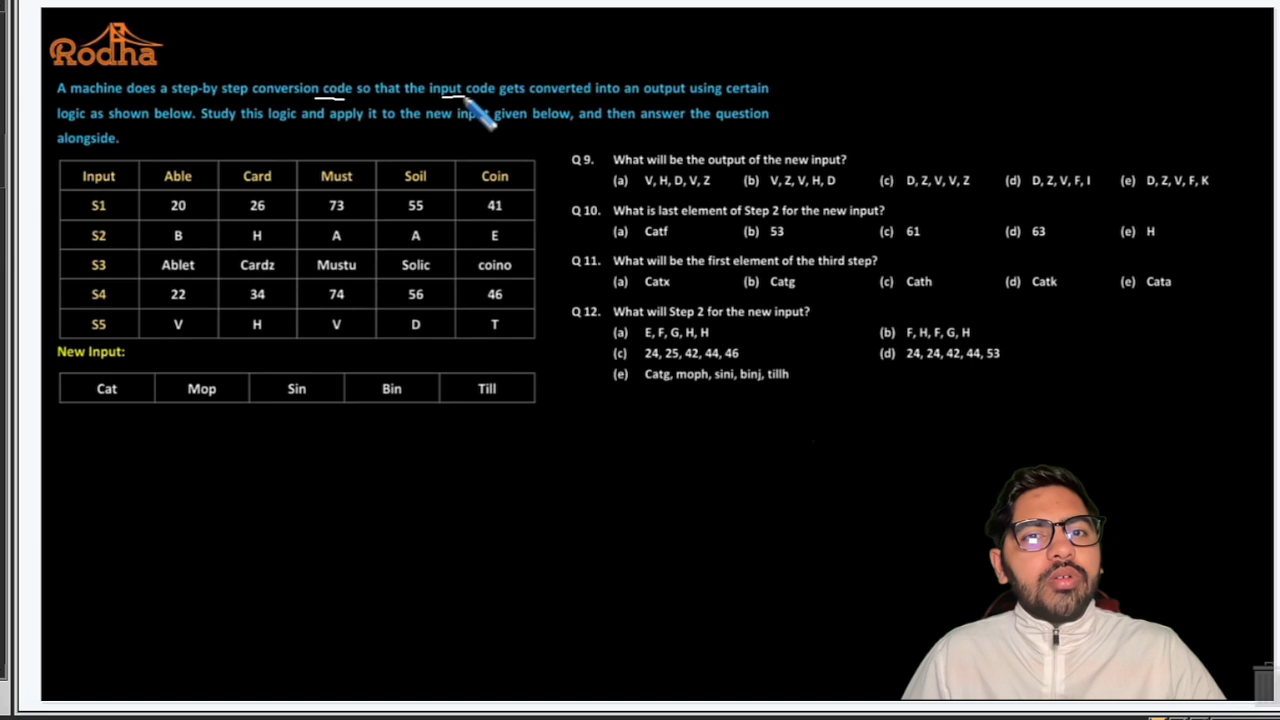 Rodha
A machine does a step-by step conversion code so that the input code gets converted into an output using certain
logic as shown below. Study this logic and apply it to the new input given below, and then answer the question
alongside.
Input Able Card Must Soil Coin
S1 20 26 73 55 41
S2 B H A A E
S3 Ablet Cardz Mustu Solic coino
S4 22 34 74 56 46
S5 V H V D T
New Input:
Cat Mop Sin Bin Till
Q 9. What will be the output of the new input?
(a) V, H, D, V, Z (b) V, Z, V, H, D (c) D, Z, V, V, Z (d) D, Z, V, F, I (e) D, Z, V, F, K
Q 10. What is last element of Step 2 for the new input?
(a) Catf (b) 53 (c) 61 (d) 63 (e) H
Q 11. What will be the first element of the third step?
(a) Catx (b) Catg (c) Cath (d) Catk (e) Cata
Q 12. What will Step 2 for the new input?
(a) E, F, G, H, H (b) F, H, F, G, H
(c) 24, 25, 42, 44, 46 (d) 24, 24, 42, 44, 53
(e) Catg, moph, sini, binj, tillh